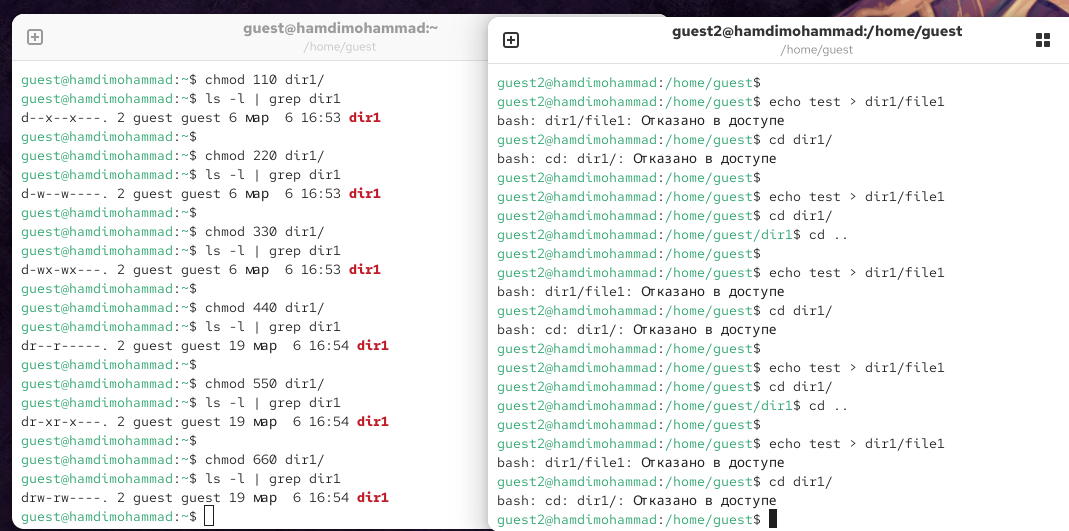 guest@hamdimohammad:~
/home/guest
guest@hamdimohammad:~$ chmod 110 dir1/
guest@hamdimohammad:~$ ls -l | grep dir1
d--x--x---. 2 guest guest 6 мар  6 16:53 dir1
guest@hamdimohammad:~$
guest@hamdimohammad:~$ chmod 220 dir1/
guest@hamdimohammad:~$ ls -l | grep dir1
d-w--w----. 2 guest guest 6 мар  6 16:53 dir1
guest@hamdimohammad:~$
guest@hamdimohammad:~$ chmod 330 dir1/
guest@hamdimohammad:~$ ls -l | grep dir1
d-wx-wx---. 2 guest guest 6 мар  6 16:53 dir1
guest@hamdimohammad:~$
guest@hamdimohammad:~$ chmod 440 dir1/
guest@hamdimohammad:~$ ls -l | grep dir1
dr--r-----. 2 guest guest 19 мар  6 16:54 dir1
guest@hamdimohammad:~$
guest@hamdimohammad:~$ chmod 550 dir1/
guest@hamdimohammad:~$ ls -l | grep dir1
dr-xr-x---. 2 guest guest 19 мар  6 16:54 dir1
guest@hamdimohammad:~$
guest@hamdimohammad:~$ chmod 660 dir1/
guest@hamdimohammad:~$ ls -l | grep dir1
drw-rw----. 2 guest guest 19 мар  6 16:54 dir1
guest@hamdimohammad:~$
guest2@hamdimohammad:/home/guest
/home/guest
guest2@hamdimohammad:/home/guest$
guest2@hamdimohammad:/home/guest$ echo test > dir1/file1
bash: dir1/file1: Отказано в доступе
guest2@hamdimohammad:/home/guest$ cd dir1/
bash: cd: dir1/: Отказано в доступе
guest2@hamdimohammad:/home/guest$
guest2@hamdimohammad:/home/guest$ echo test > dir1/file1
guest2@hamdimohammad:/home/guest$ cd dir1/
guest2@hamdimohammad:/home/guest/dir1$ cd ..
guest2@hamdimohammad:/home/guest$
guest2@hamdimohammad:/home/guest$ echo test > dir1/file1
bash: dir1/file1: Отказано в доступе
guest2@hamdimohammad:/home/guest$ cd dir1/
bash: cd: dir1/: Отказано в доступе
guest2@hamdimohammad:/home/guest$
guest2@hamdimohammad:/home/guest$ echo test > dir1/file1
guest2@hamdimohammad:/home/guest$ cd dir1/
guest2@hamdimohammad:/home/guest/dir1$ cd ..
guest2@hamdimohammad:/home/guest$
guest2@hamdimohammad:/home/guest$ echo test > dir1/file1
bash: dir1/file1: Отказано в доступе
guest2@hamdimohammad:/home/guest$ cd dir1/
bash: cd: dir1/: Отказано в доступе
guest2@hamdimohammad:/home/guest$